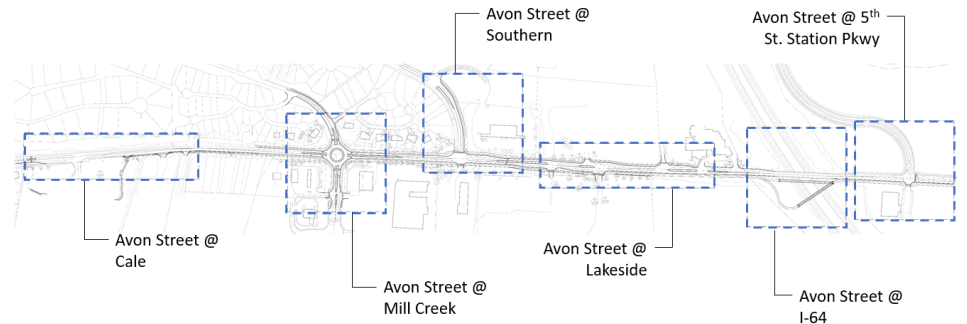 Avon Street @
Southern
Avon Street @ 5th
St. Station Pkwy
Avon Street @
Cale
Avon Street @
Mill Creek
Avon Street @
Lakeside
Avon Street @
I-64